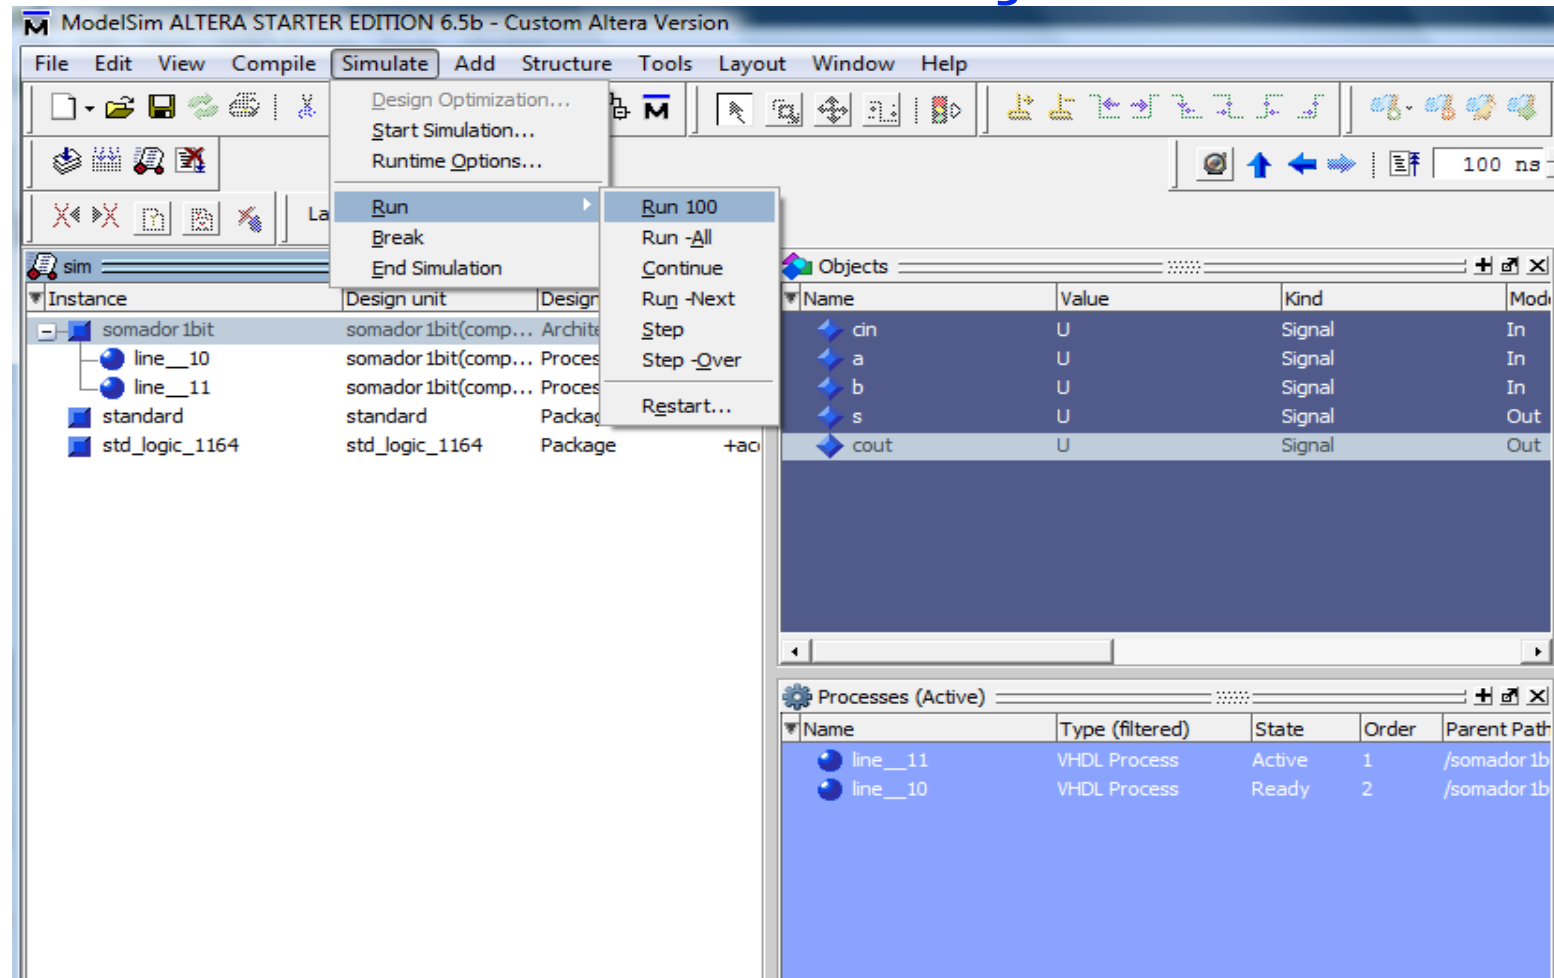 ModelSim ALTERA STARTER EDITION 6.5b - Custom Altera Version
File Edit View Compile Simulate Add Structure Tools Layout Window Help
Design Optimization...
Start Simulation...
Runtime Options...
100 ns
La
Run
Break
End Simulation
Run 100
Run -All
Continue
Run -Next
Step
Step -Over
Restart...
sim
Instance Design unit Design
somador1bit somador1bit(comp... Archite
line__10 somador1bit(comp... Proces
line__11 somador1bit(comp... Proces
standard standard Packag
std_logic_1164 std_logic_1164 Package +acc
Objects
Name Value Kind Mod
cin U Signal In
a U Signal In
b U Signal In
s U Signal Out
cout U Signal Out
Processes (Active)
Name Type (filtered) State Order Parent Path
line__11 VHDL Process Active 1 /somador1b
line__10 VHDL Process Ready 2 /somador1b